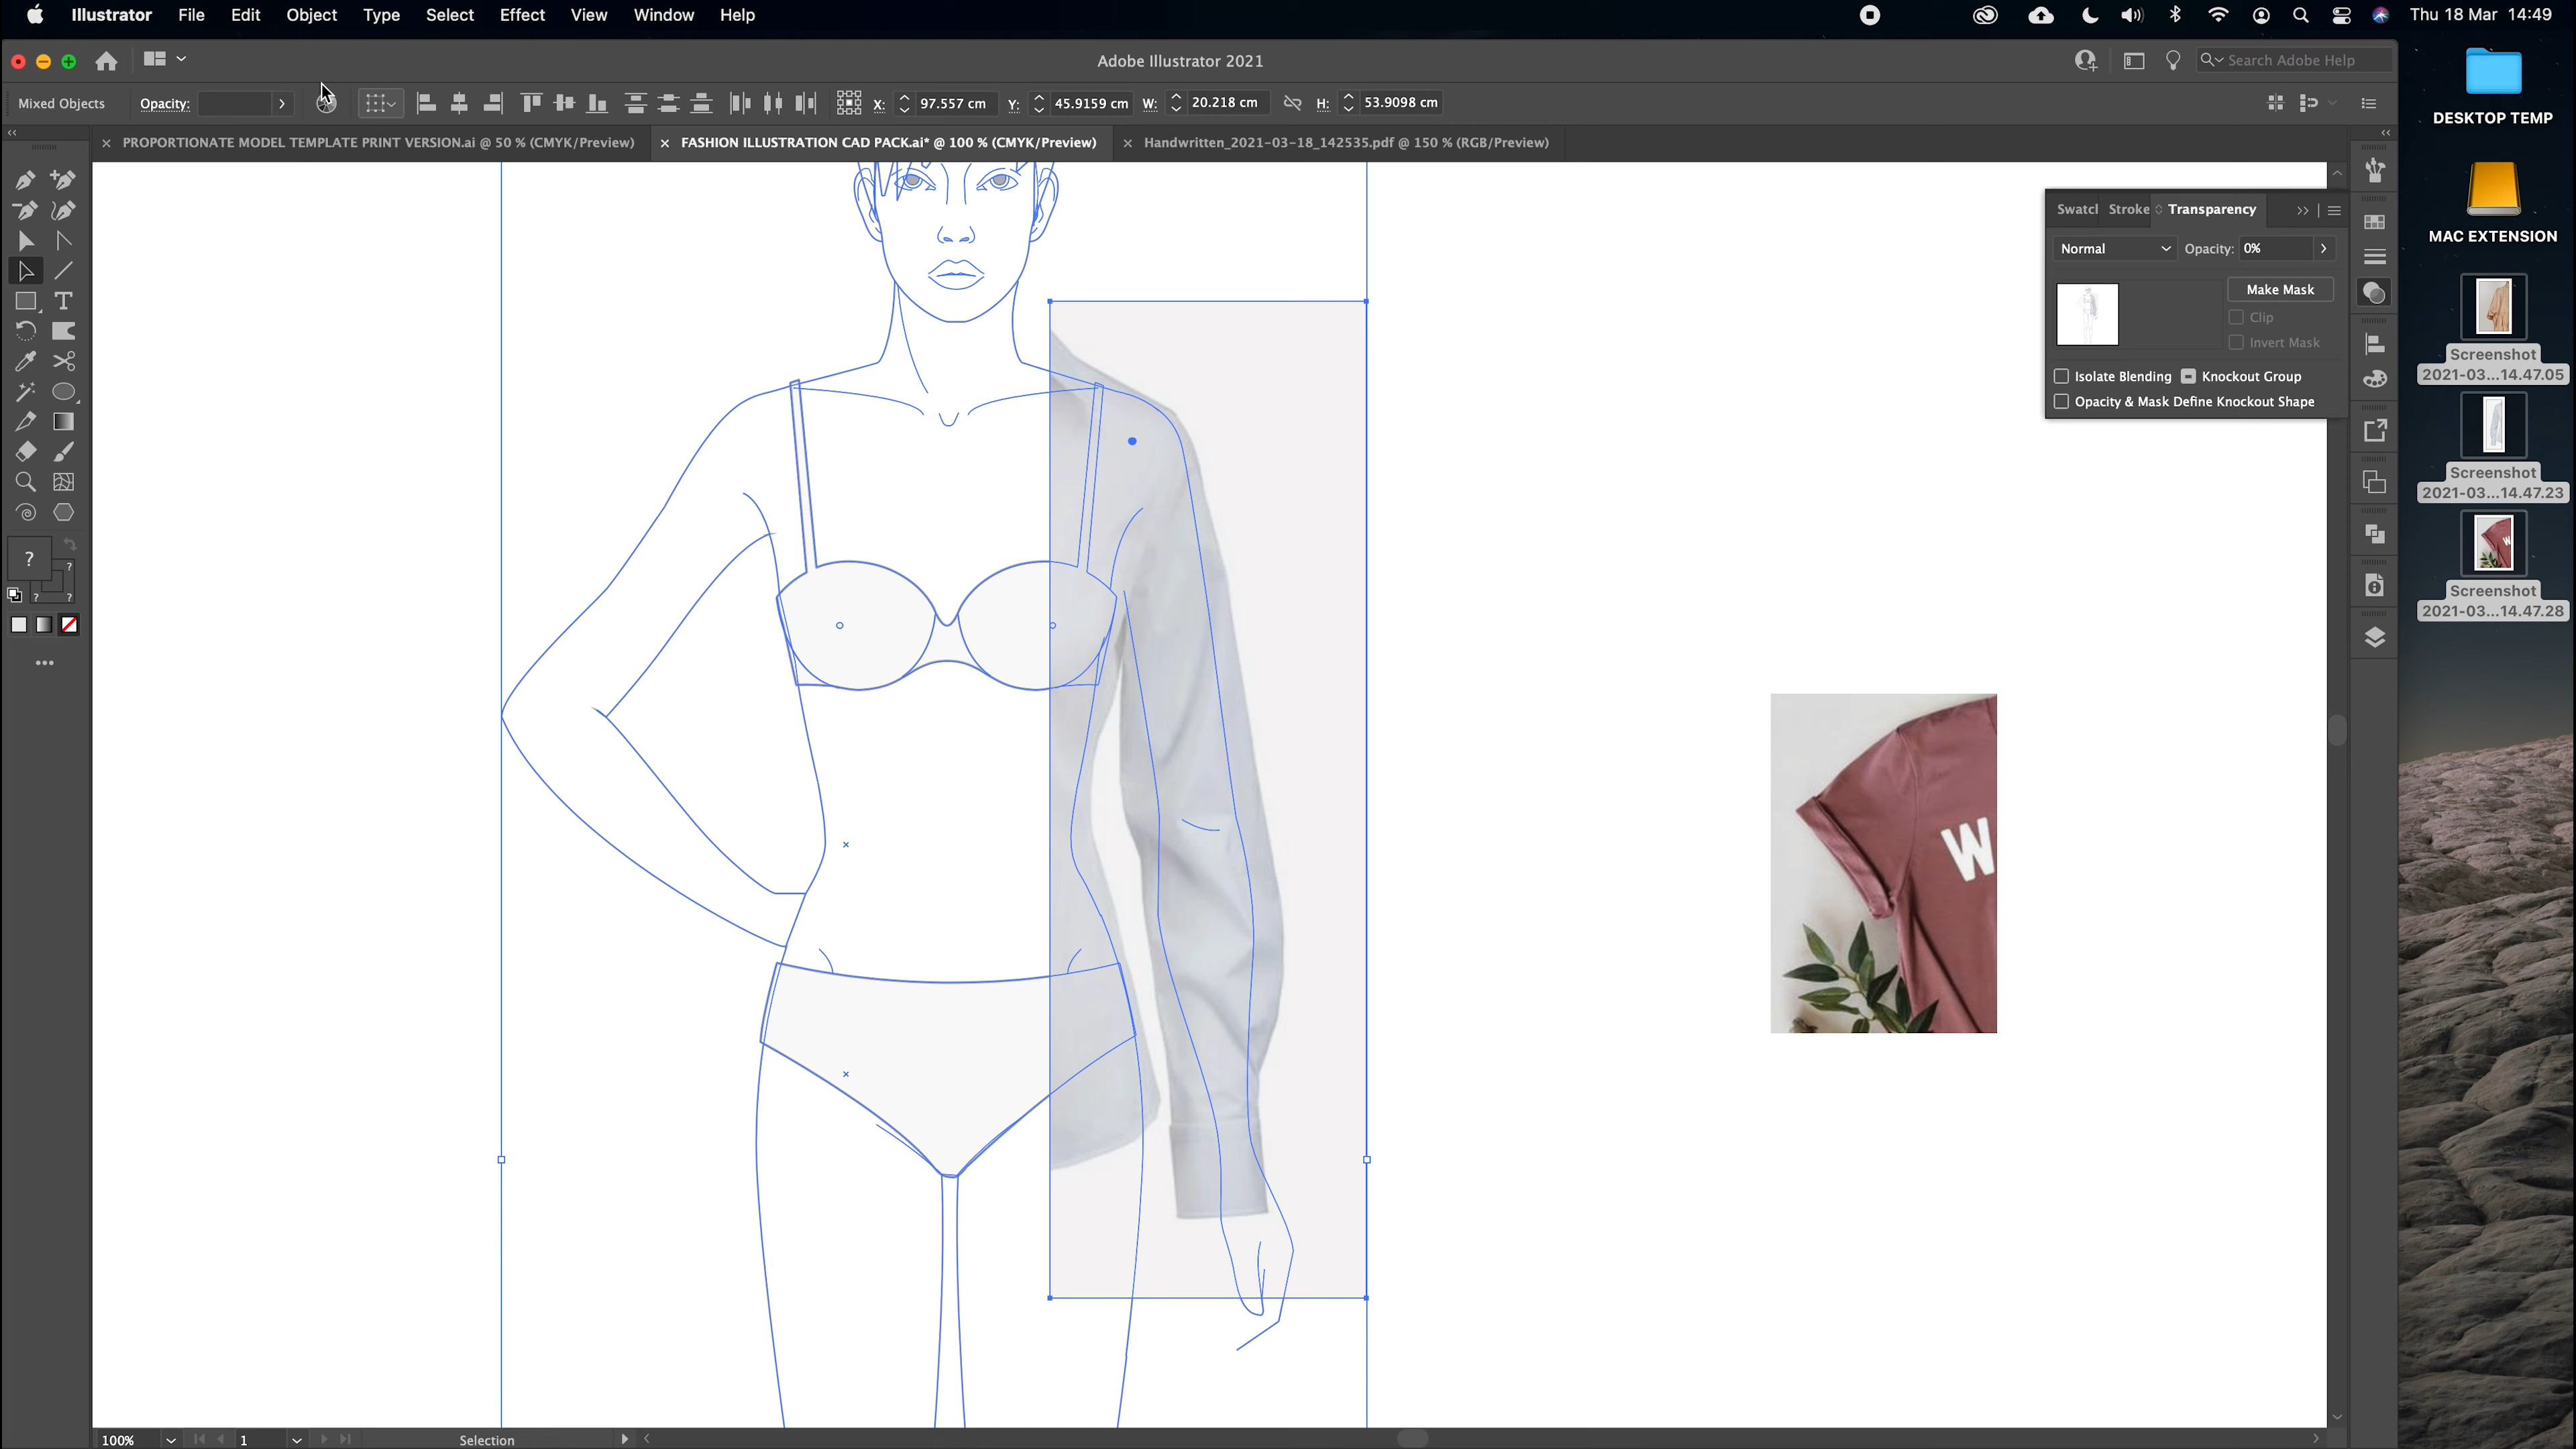 Illustrator File Edit Object Type Select Effect View Window Help Thu 18 Mar 14:49
Adobe Illustrator 2021
Search Adobe Help
Mixed Objects Opacity: X: 97.557 cm Y: 45.9159 cm W: 20.218 cm H: 53.9098 cm
× PROPORTIONATE MODEL TEMPLATE PRINT VERSION.ai @ 50 % (CMYK/Preview) × FASHION ILLUSTRATION CAD PACK.ai* @ 100 % (CMYK/Preview) × Handwritten_2021-03-18_142535.pdf @ 150 % (RGB/Preview)
Swatcl Stroke Transparency
Normal Opacity: 0%
Make Mask
Clip
Invert Mask
Isolate Blending Knockout Group
Opacity & Mask Define Knockout Shape
T
?
?
? ?
W
DESKTOP TEMP
MAC EXTENSION
Screenshot
2021-03...14.47.05
Screenshot
2021-03...14.47.23
Screenshot
2021-03...14.47.28
100% 1 Selection